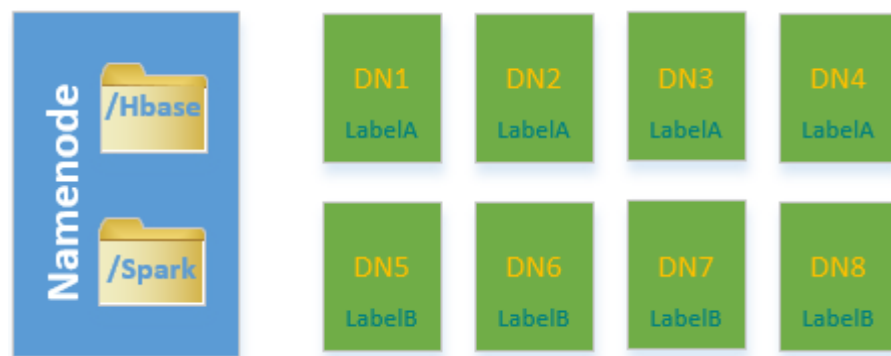 Namenode
/Hbase
/Spark
DN1
LabelA
DN2
LabelA
DN3
LabelA
DN4
LabelA
DN5
LabelB
DN6
LabelB
DN7
LabelB
DN8
LabelB